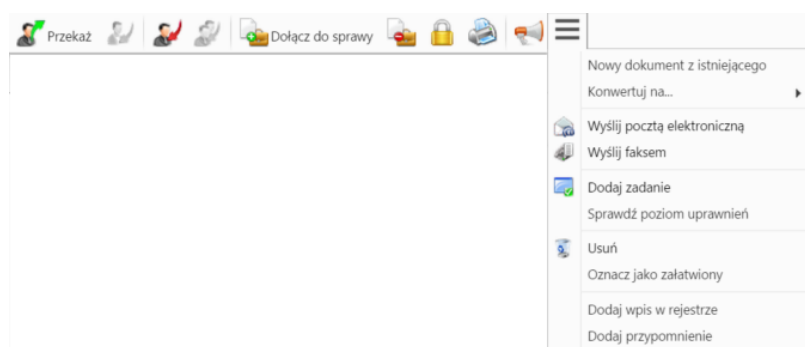 Przekaż Dołącz do sprawy
Nowy dokument z istniejącego
Konwertuj na...
Wyślij pocztą elektroniczną
Wyślij faksem
Dodaj zadanie
Sprawdź poziom uprawnień
Usuń
Oznacz jako załatwiony
Dodaj wpis w rejestrze
Dodaj przypomnienie